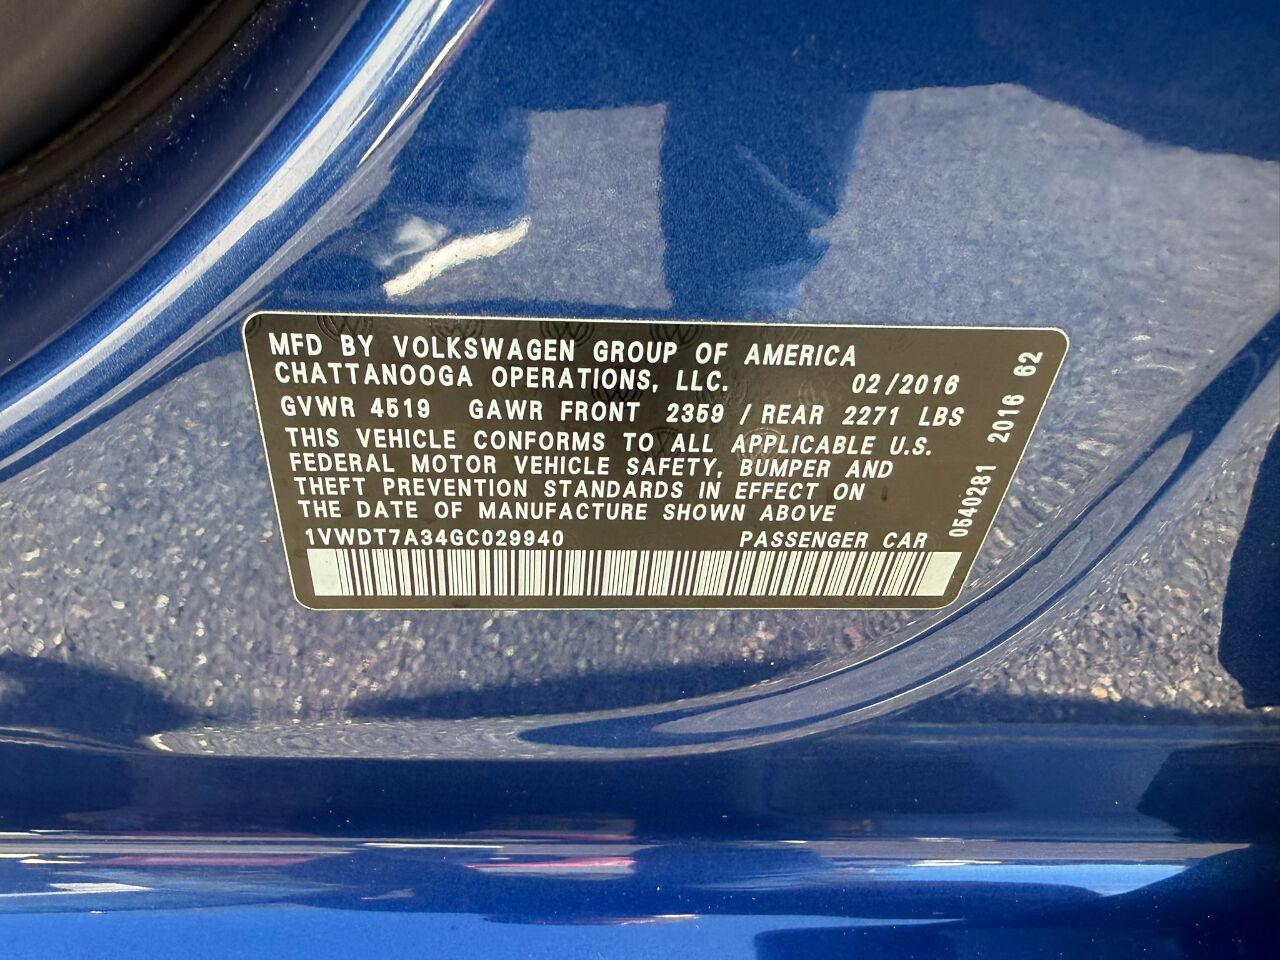 MFD BY VOLKSWAGEN GROUP OF AMERICA
CHATTANOOGA OPERATIONS, LLC. 02/2016
GVWR 4519 GAWR FRONT 2359 / REAR 2271 LBS
THIS VEHICLE CONFORMS TO ALL APPLICABLE U.S.
FEDERAL MOTOR VEHICLE SAFETY, BUMPER AND
THEFT PREVENTION STANDARDS IN EFFECT ON
THE DATE OF MANUFACTURE SHOWN ABOVE
1VWDT7A34GC029940 PASSENGER CAR
0540281 2016 62